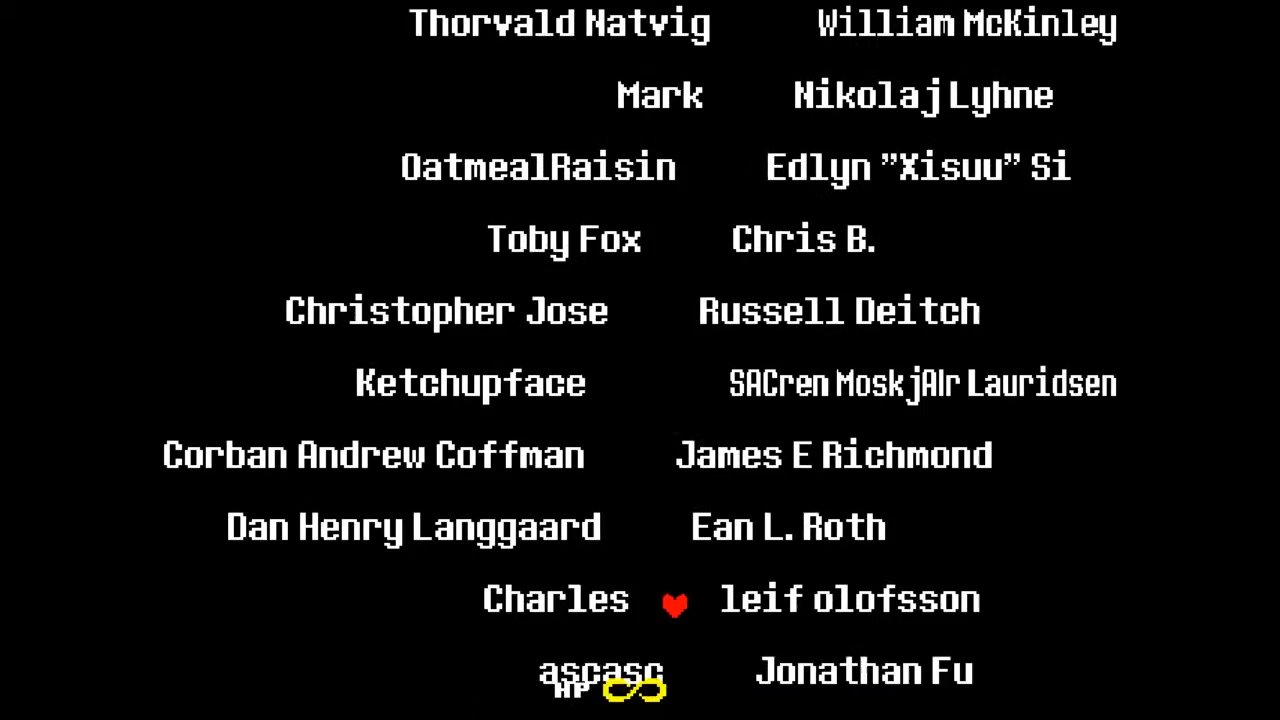 Thorvald Natvig William McKinley
Mark Nikolaj Lyhne
OatmealRaisin Edlyn "Xisuu" Si
Toby Fox Chris B.
Christopher Jose Russell Deitch
Ketchupface SACren MoskjAlr Lauridsen
Corban Andrew Coffman James E Richmond
Dan Henry Langgaard Ean L. Roth
Charles leif olofsson
ascasc Jonathan Fu
HP ∞